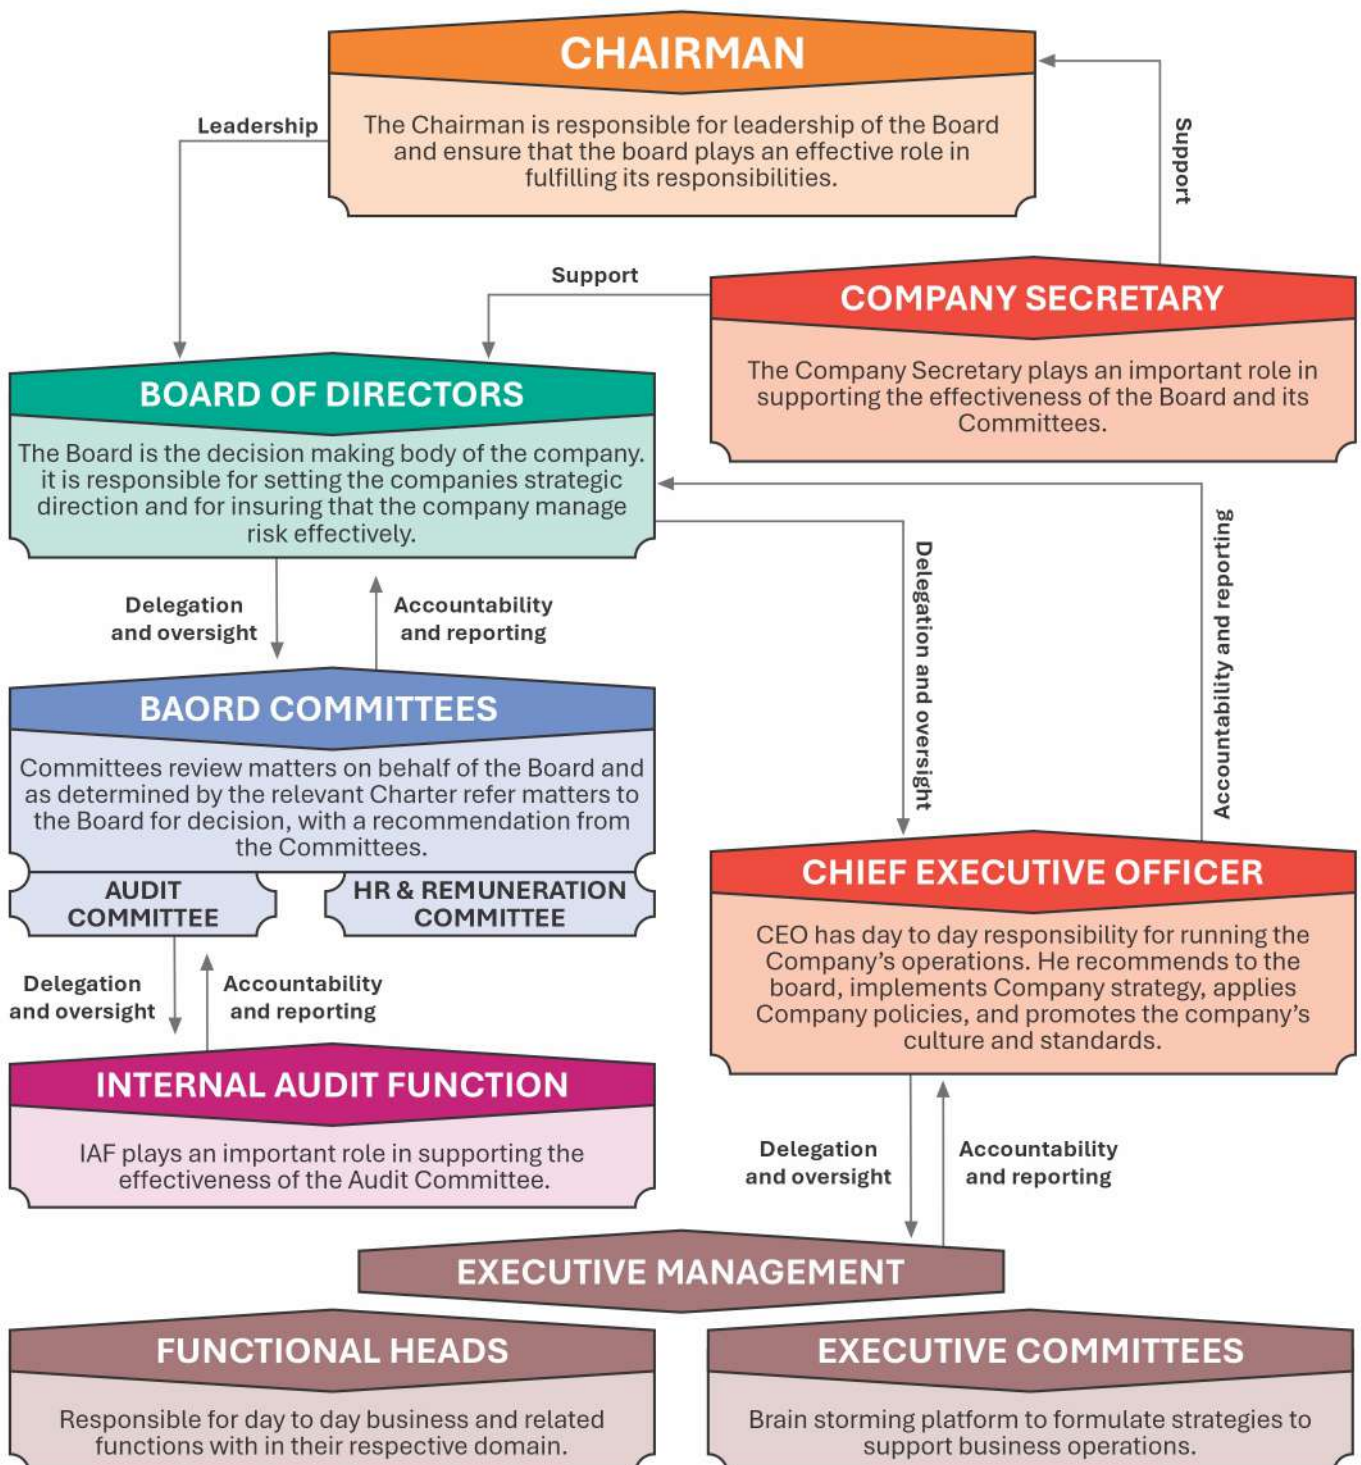 CHAIRMAN
Leadership
The Chairman is responsible for leadership of the Board
and ensure that the board plays an effective role in
fulfilling its responsibilities.
Support
Support
COMPANY SECRETARY
The Company Secretary plays an important role in
supporting the effectiveness of the Board and its
Committees.
BOARD OF DIRECTORS
The Board is the decision making body of the company.
it is responsible for setting the companies strategic
direction and for insuring that the company manage
risk effectively.
Delegation and oversight
Accountability and reporting
Delegation
and oversight
Accountability
and reporting
BAORD COMMITTEES
Committees review matters on behalf of the Board and
as determined by the relevant Charter refer matters to
the Board for decision, with a recommendation from
the Committees.
AUDIT
COMMITTEE
HR & REMUNERATION
COMMITTEE
CHIEF EXECUTIVE OFFICER
CEO has day to day responsibility for running the
Company’s operations. He recommends to the
board, implements Company strategy, applies
Company policies, and promotes the company’s
culture and standards.
Delegation
and oversight
Accountability
and reporting
INTERNAL AUDIT FUNCTION
IAF plays an important role in supporting the
effectiveness of the Audit Committee.
Delegation
and oversight
Accountability
and reporting
EXECUTIVE MANAGEMENT
FUNCTIONAL HEADS
Responsible for day to day business and related
functions with in their respective domain.
EXECUTIVE COMMITTEES
Brain storming platform to formulate strategies to
support business operations.